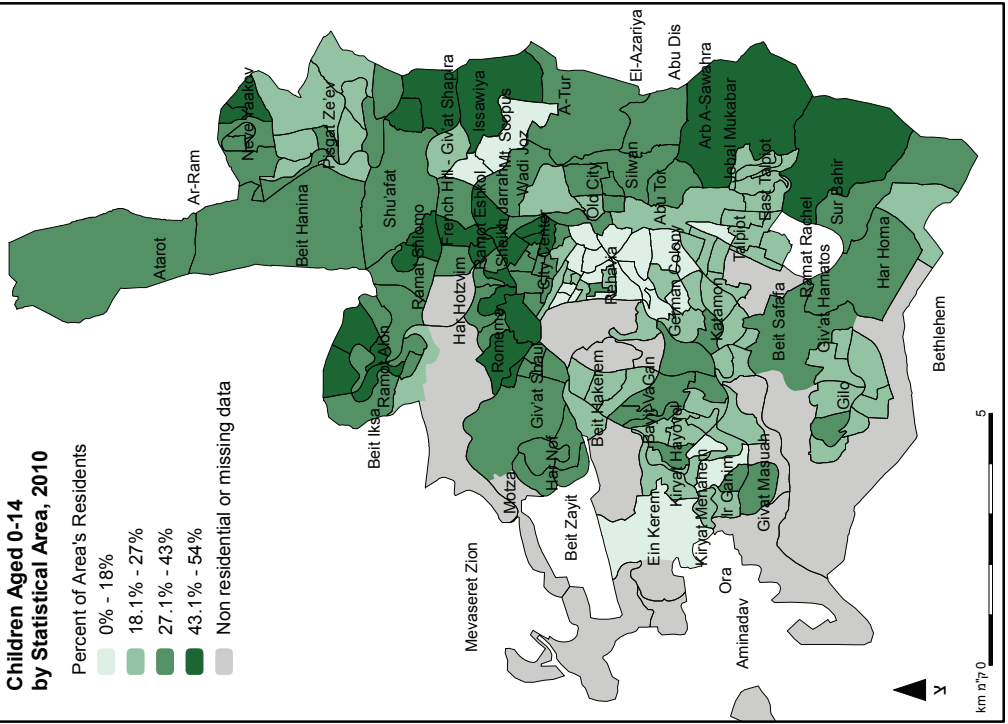 Children Aged 0-14
by Statistical Area, 2010
Percent of Area's Residents
0% - 18%
18.1% - 27%
27.1% - 43%
43.1% - 54%
Non residential or missing data
Atarot
Ar-Ram
Neve Yaakov
Beit Hanina
Pisgat Ze'ev
Shu'afat
Ramat Shlomo
Beit Iksa
Ramot Alon
French Hill - Giv'at Shapira
Har Hotzvim
Ramot Eshkol
Issawiya
Sheikh Jarrah
Mt. Scopus
Mevaseret Zion
Motza
Romema
Wadi Joz
Giv'at Shaul
City Center
A-Tur
Har Nof
Beit Zayit
Beit Hakerem
Rehavia
Old City
El-Azariya
Silwan
Ein Kerem
Bayit VaGan
Abu Tor
Abu Dis
Kiryat Hayovel
German Colony
Kiryat Menahem
Katamon
Arb A-Sawahra
Ora
Ir Ganim
Talpiot
Jebal Mukabar
Aminadav
Givat Masuah
Beit Safafa
East Talpiot
Ramat Rachel
Giv'at Hamatos
Sur Bahir
Gilo
Har Homa
Bethlehem
צ
km ק"מ 0
5